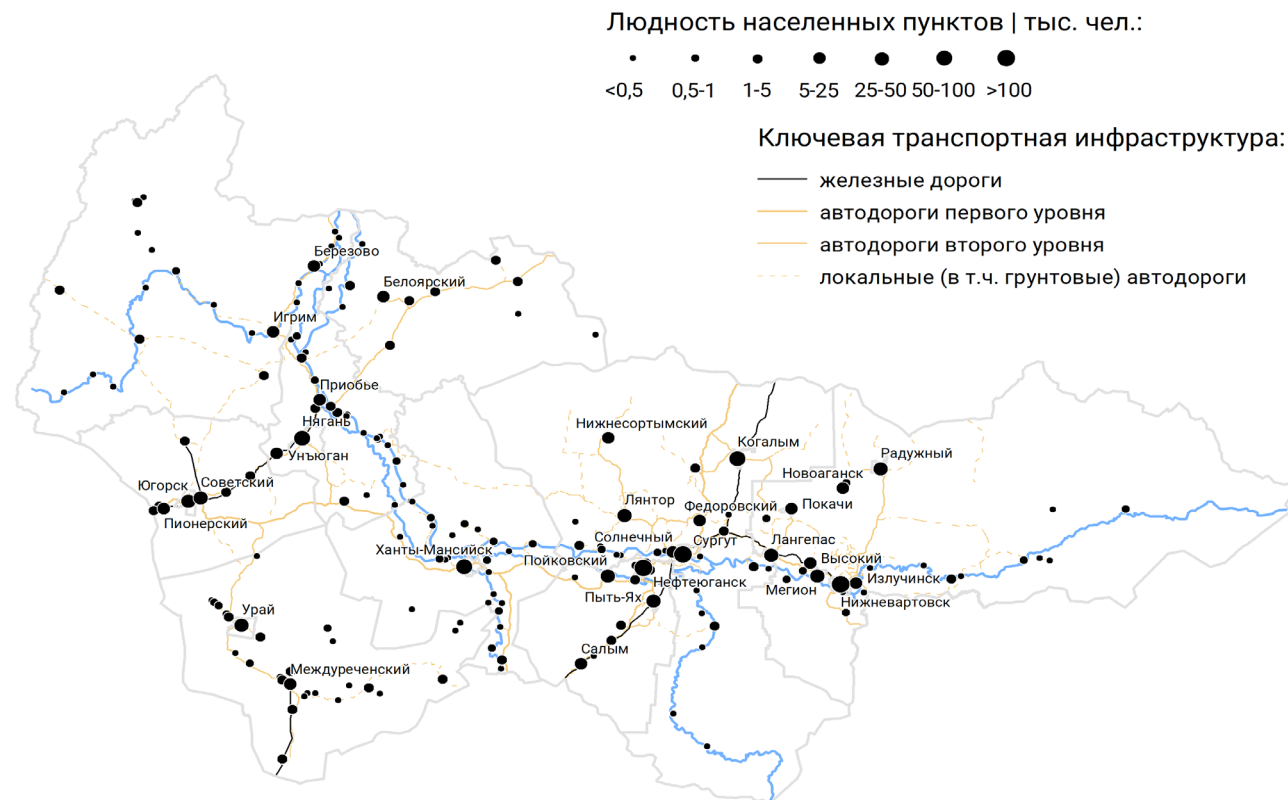 Людность населенных пунктов | тыс. чел.:
<0,5 0,5-1 1-5 5-25 25-50 50-100 >100
Ключевая транспортная инфраструктура:
железные дороги
автодороги первого уровня
автодороги второго уровня
локальные (в т.ч. грунтовые) автодороги
Березово
Белоярский
Игрим
Приобье
Нягань
Унъюган
Югорск
Советский
Пионерский
Нижнесортымский
Когалым
Радужный
Новоаганск
Лянтор
Федоровский
Покачи
Солнечный
Сургут
Лангепас
Ханты-Мансийск
Пойковский
Высокий
Нефтеюганск
Излучинск
Мегион
Пыть-Ях
Нижневартовск
Урай
Салым
Междуреченский